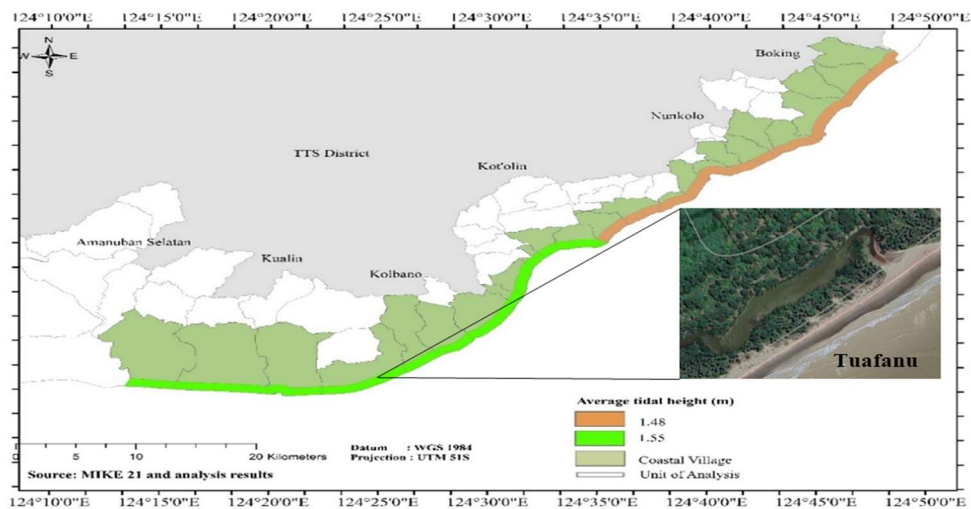 124°10'0"E 124°15'0"E 124°20'0"E 124°25'0"E 124°30'0"E 124°35'0"E 124°40'0"E 124°45'0"E 124°50'0"E
N
W E
S
Boking
Nunkolo
TTS District
Kot'olin
Amanuban Selatan
Kualin
Kolbano
Tuafanu
Average tidal height (m)
1.48
1.55
Coastal Village
Unit of Analysis
0 5 10 20 Kilometers
Datum : WGS 1984
Projection : UTM 51S
Source: MIKE 21 and analysis results
124°10'0"E 124°15'0"E 124°20'0"E 124°25'0"E 124°30'0"E 124°35'0"E 124°40'0"E 124°45'0"E 124°50'0"E